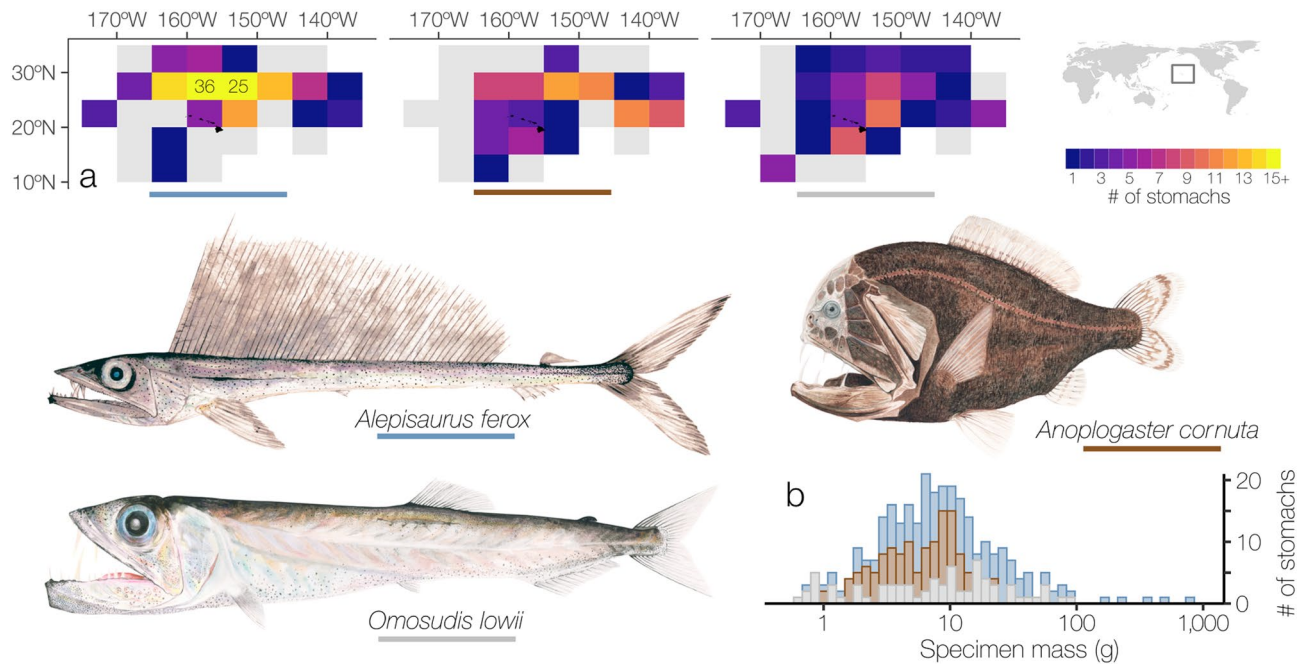 170ºW 160ºW 150ºW 140ºW 170ºW 160ºW 150ºW 140ºW 170ºW 160ºW 150ºW 140ºW
30ºN
36 25
20ºN
10ºN
a
1 3 5 7 9 11 13 15+
# of stomachs
Alepisaurus ferox
Anoplogaster cornuta
Omosudis lowii
b
20
10
0
# of stomachs
1 10 100 1,000
Specimen mass (g)